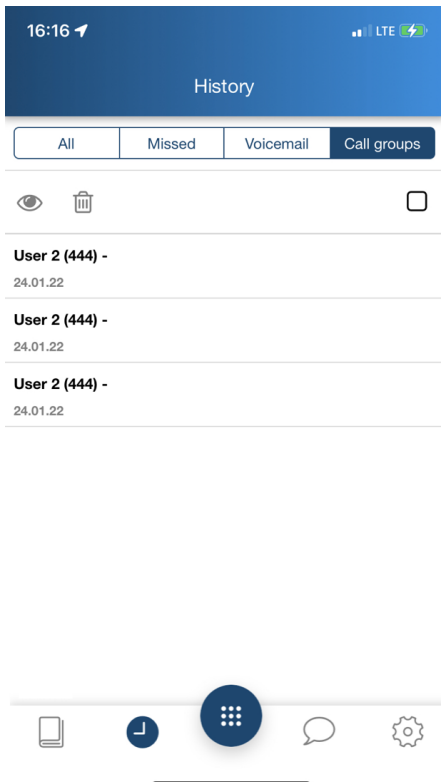 16:16 LTE
History
All Missed Voicemail Call groups
User 2 (444) -
24.01.22
User 2 (444) -
24.01.22
User 2 (444) -
24.01.22